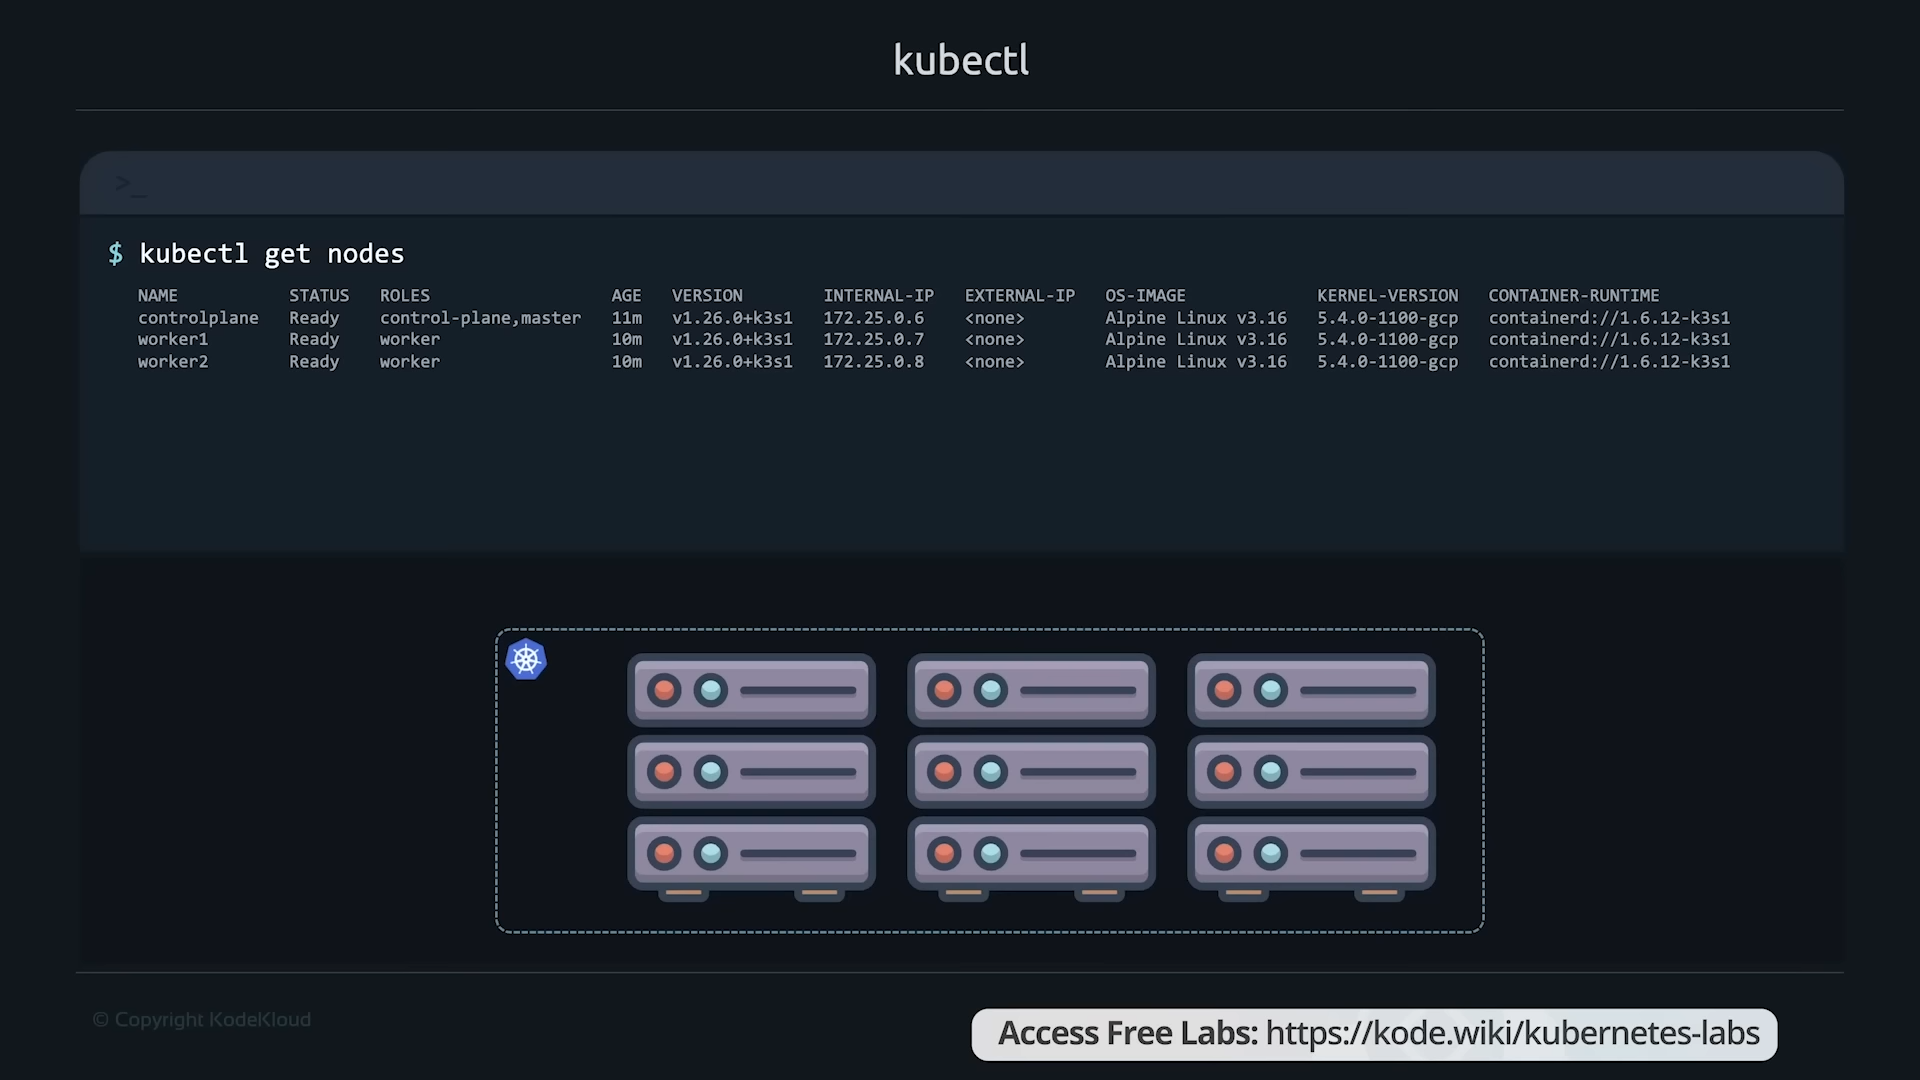 kubectl
>_
$ kubectl get nodes
NAME STATUS ROLES AGE VERSION INTERNAL-IP EXTERNAL-IP OS-IMAGE KERNEL-VERSION CONTAINER-RUNTIME
controlplane Ready control-plane,master 11m v1.26.0+k3s1 172.25.0.6 <none> Alpine Linux v3.16 5.4.0-1100-gcp containerd://1.6.12-k3s1
worker1 Ready worker 10m v1.26.0+k3s1 172.25.0.7 <none> Alpine Linux v3.16 5.4.0-1100-gcp containerd://1.6.12-k3s1
worker2 Ready worker 10m v1.26.0+k3s1 172.25.0.8 <none> Alpine Linux v3.16 5.4.0-1100-gcp containerd://1.6.12-k3s1
© Copyright KodeKloud
Access Free Labs: https://kode.wiki/kubernetes-labs